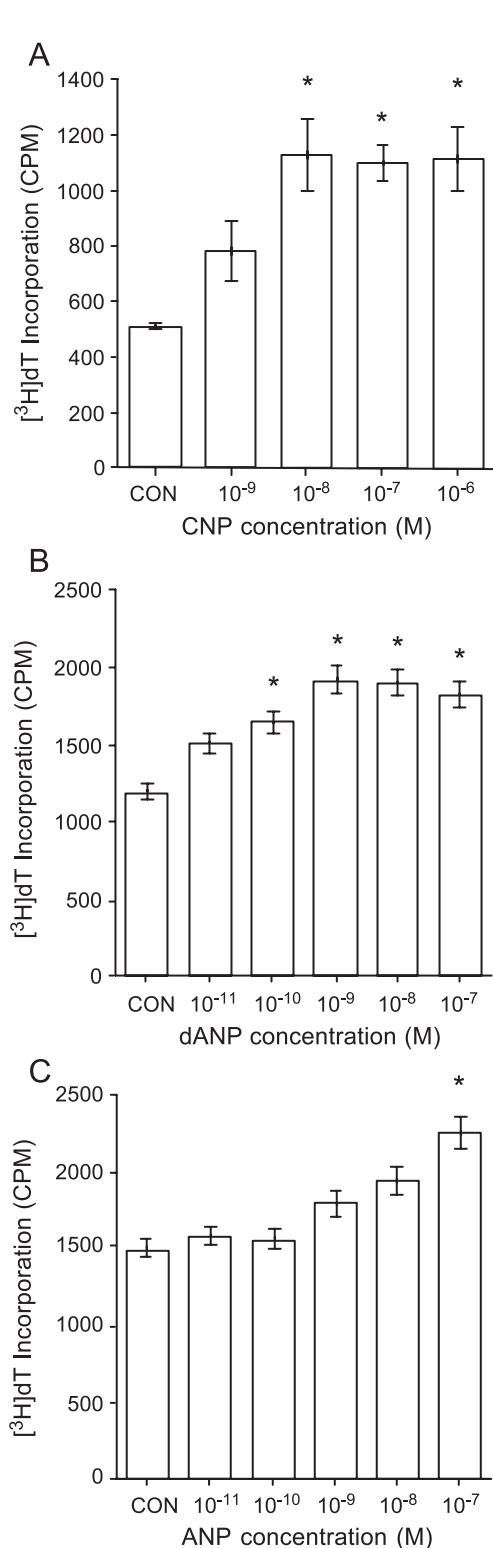 A
[³H]dT Incorporation (CPM)
1400
1200
1000
800
600
400
200
0
* * *
CON 10⁻⁹ 10⁻⁸ 10⁻⁷ 10⁻⁶
CNP concentration (M)
B
[³H]dT Incorporation (CPM)
2500
2000
1500
1000
500
0
* * * *
CON 10⁻¹¹ 10⁻¹⁰ 10⁻⁹ 10⁻⁸ 10⁻⁷
dANP concentration (M)
C
[³H]dT Incorporation (CPM)
2500
2000
1500
1000
500
0
*
CON 10⁻¹¹ 10⁻¹⁰ 10⁻⁹ 10⁻⁸ 10⁻⁷
ANP concentration (M)